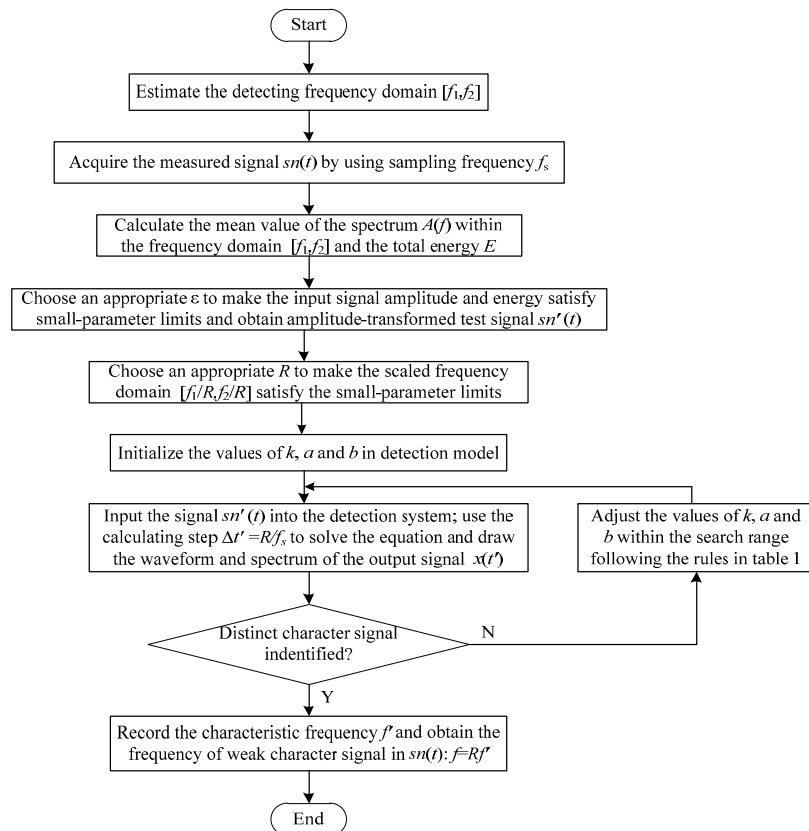 Start
Estimate the detecting frequency domain [f₁,f₂]
Acquire the measured signal sn(t) by using sampling frequency fₛ
Calculate the mean value of the spectrum A(f) within
the frequency domain [f₁,f₂] and the total energy E
Choose an appropriate ε to make the input signal amplitude and energy satisfy
small-parameter limits and obtain amplitude-transformed test signal sn′(t)
Choose an appropriate R to make the scaled frequency
domain [f₁/R,f₂/R] satisfy the small-parameter limits
Initialize the values of k, a and b in detection model
Input the signal sn′(t) into the detection system; use the
calculating step Δt′=R/fₛ to solve the equation and draw
the waveform and spectrum of the output signal x(t′)
Adjust the values of k, a and
b within the search range
following the rules in table 1
Distinct character signal
indentified?
N
Y
Record the characteristic frequency f′ and obtain the
frequency of weak character signal in sn(t): f=Rf′
End